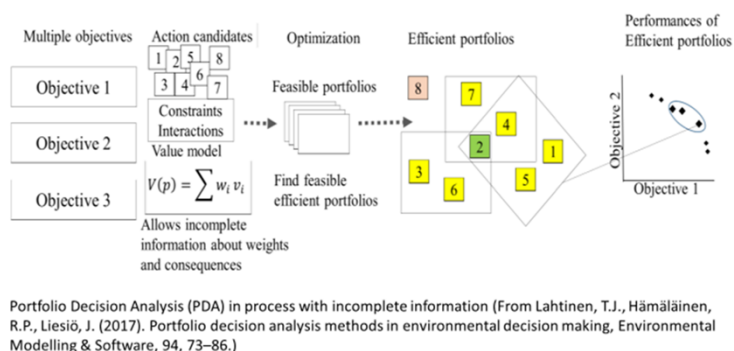 Multiple objectives
Objective 1
Objective 2
Objective 3
Action candidates
1 2 5 8
6
3 4 7
Constraints
Interactions
Value model
V(p) = ∑ wᵢ vᵢ
Allows incomplete
information about weights
and consequences
Optimization
Feasible portfolios
Find feasible
efficient portfolios
Efficient portfolios
8
7
4
2
1
3
5
6
Performances of
Efficient portfolios
Objective 2
Objective 1
Portfolio Decision Analysis (PDA) in process with incomplete information (From Lahtinen, T.J., Hämäläinen,
R.P., Liesiö, J. (2017). Portfolio decision analysis methods in environmental decision making, Environmental
Modelling & Software, 94, 73–86.)